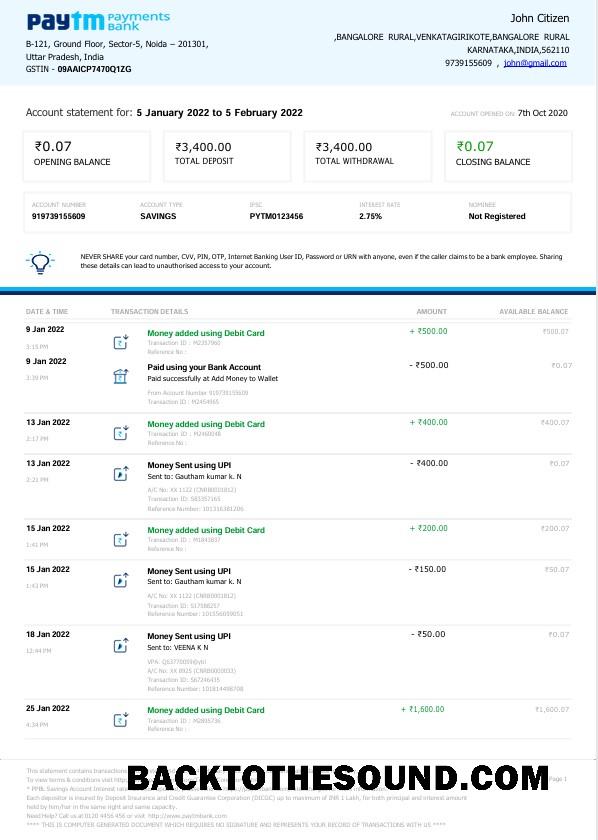 Paytm Payments Bank
B-121, Ground Floor, Sector-5, Noida – 201301,
Uttar Pradesh, India
GSTIN - 09AAICP7470Q1ZG
John Citizen
,BANGALORE RURAL,VENKATAGIRIKOTE,BANGALORE RURAL
KARNATAKA,INDIA,562110
9739155609 , john@gmail.com
Account statement for: 5 January 2022 to 5 February 2022
ACCOUNT OPENED ON: 7th Oct 2020
₹0.07 ₹3,400.00 ₹3,400.00 ₹0.07
OPENING BALANCE TOTAL DEPOSIT TOTAL WITHDRAWAL CLOSING BALANCE
ACCOUNT NUMBER ACCOUNT TYPE IFSC INTEREST RATE NOMINEE
919739155609 SAVINGS PYTM0123456 2.75% Not Registered
NEVER SHARE your card number, CVV, PIN, OTP, Internet Banking User ID, Password or URN with anyone, even if the caller claims to be a bank employee. Sharing
these details can lead to unauthorised access to your account.
DATE & TIME TRANSACTION DETAILS AMOUNT AVAILABLE BALANCE
9 Jan 2022 Money added using Debit Card + ₹500.00 ₹500.07
3:15 PM Transaction ID : M2357960
Reference No :
9 Jan 2022 Paid using your Bank Account - ₹500.00 ₹0.07
3:39 PM Paid successfully at Add Money to Wallet
From Account Number 919739155609
Transaction ID : M2454965
13 Jan 2022 Money added using Debit Card + ₹400.00 ₹400.07
2:17 PM Transaction ID : M2460048
Reference No :
13 Jan 2022 Money Sent using UPI - ₹400.00 ₹0.07
2:21 PM Sent to: Gautham kumar k. N
A/C No: XX 1122 (CNRB0001812)
Transaction ID: S83357165
Reference Number: 101316381206
15 Jan 2022 Money added using Debit Card + ₹200.00 ₹200.07
1:41 PM Transaction ID : M1843837
Reference No :
15 Jan 2022 Money Sent using UPI - ₹150.00 ₹50.07
1:43 PM Sent to: Gautham kumar k. N
A/C No: XX 1122 (CNRB0001812)
Transaction ID: S17588257
Reference Number: 101556059051
18 Jan 2022 Money Sent using UPI - ₹50.00 ₹0.07
12:44 PM Sent to: VEENA K N
A/C No: XX 8925 (CNRB0000033)
Transaction ID: S67246435
Reference Number: 101814498708
25 Jan 2022 Money added using Debit Card + ₹1,600.00 ₹1,600.07
4:34 PM Transaction ID : M2895736
Reference No :
This statement contains transactions
To view terms & conditions visit
Page 1
BACKTOTHESOUND.COM
* PPBL Savings Account Interest
Each depositor is insured by Deposit Insurance and Credit Guarantee Corporation (DICGC) up to maximum of INR 1 Lakh, for both principal and interest amount
held by him/her in the same right and same capacity.
Need Help? Call us at 0120 4456 456 or visit http://www.paytmbank.com
**** THIS IS COMPUTER GENERATED DOCUMENT WHICH REQUIRES NO SIGNATURE AND REPRESENTS YOUR RECORD OF TRANSACTIONS WITH US ****